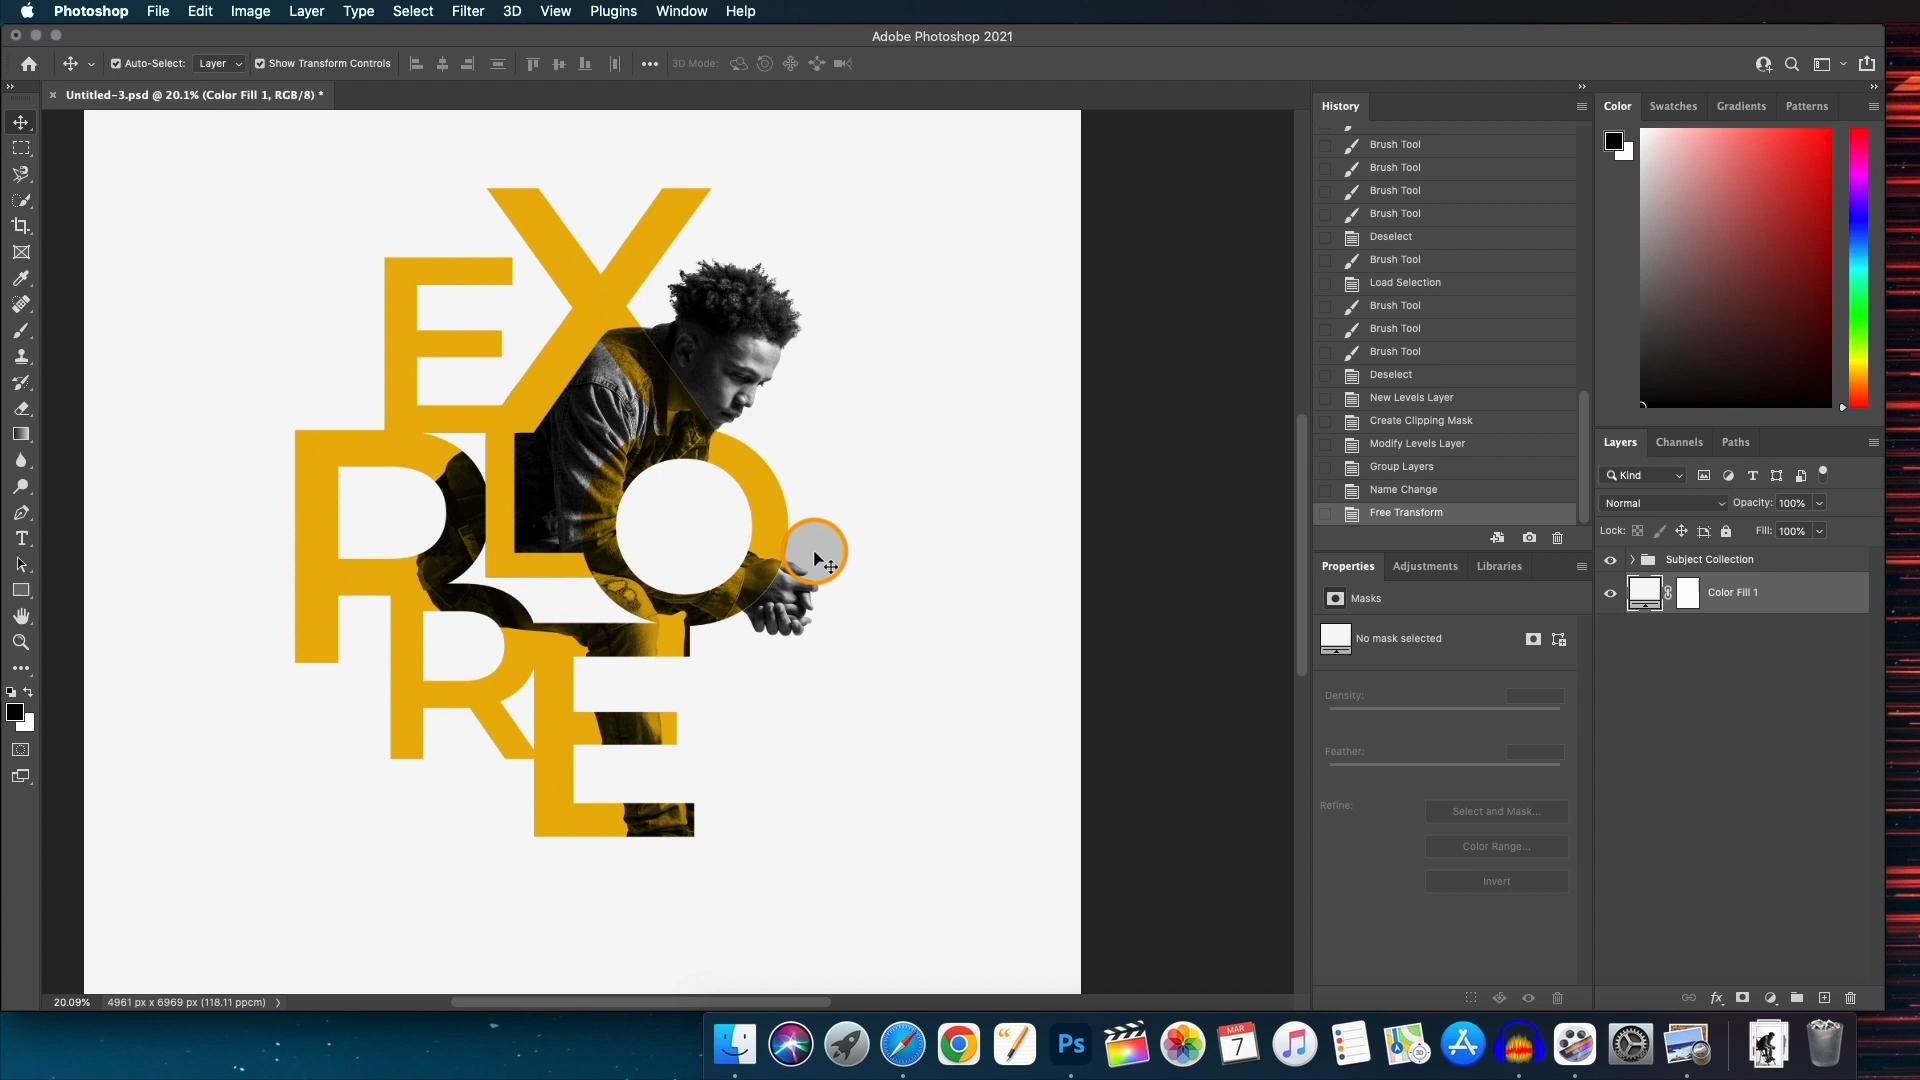 Photoshop File Edit Image Layer Type Select Filter 3D View Plugins Window Help
Adobe Photoshop 2021
Auto-Select: Layer Show Transform Controls 3D Mode:
Untitled-3.psd @ 20.1% (Color Fill 1, RGB/8) *
EX
PLO
RE
20.09% 4961 px x 6969 px (118.11 ppcm)
History
Brush Tool
Brush Tool
Brush Tool
Brush Tool
Deselect
Brush Tool
Load Selection
Brush Tool
Brush Tool
Brush Tool
Deselect
New Levels Layer
Create Clipping Mask
Modify Levels Layer
Group Layers
Name Change
Free Transform
Properties Adjustments Libraries
Masks
No mask selected
Density:
Feather:
Refine:
Select and Mask...
Color Range...
Invert
Color Swatches Gradients Patterns
Layers Channels Paths
Kind
Normal Opacity: 100%
Lock: Fill: 100%
Subject Collection
Color Fill 1
fx
Ps
MAR
7
3D